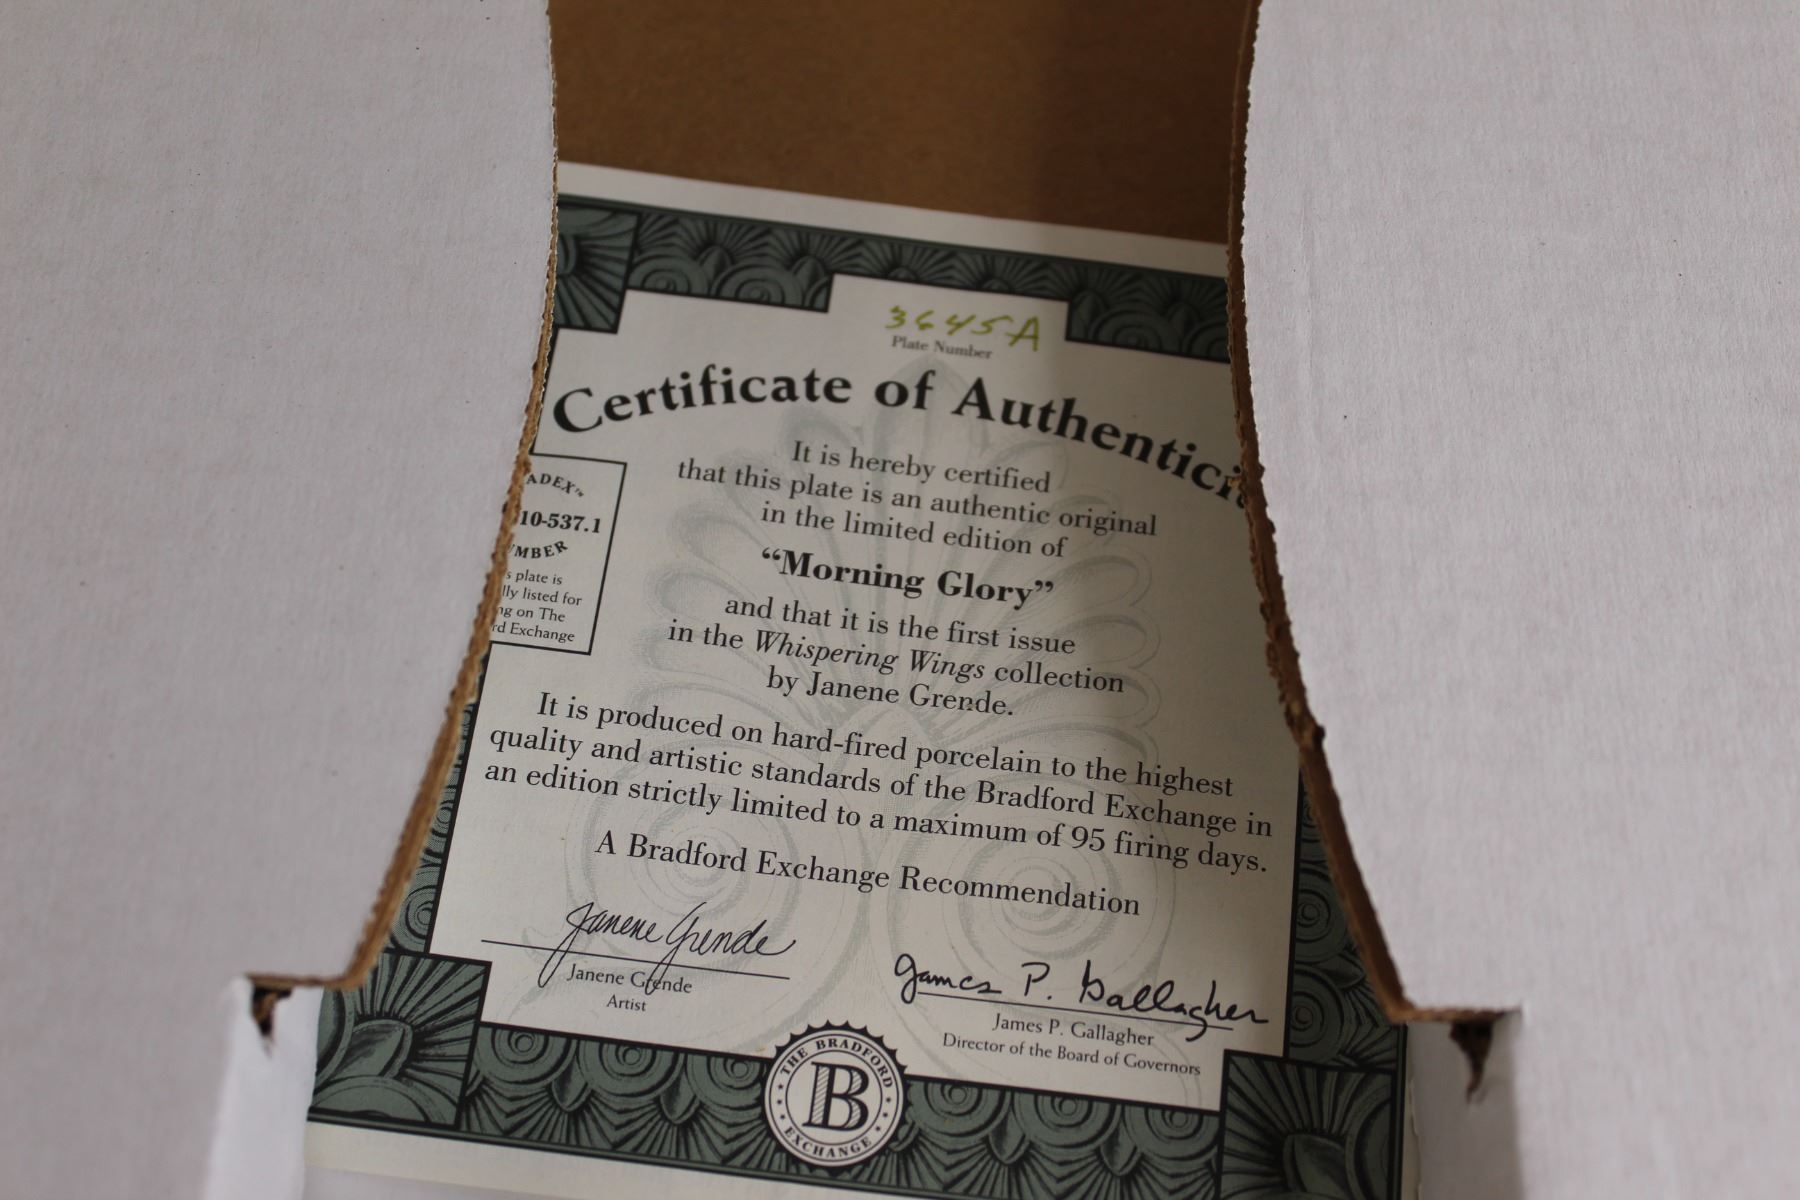 3645A
Plate Number
Certificate of Authentici
It is hereby certified
that this plate is an authentic original
in the limited edition of
“Morning Glory”
and that it is the first issue
in the Whispering Wings collection
by Janene Grende.
ADEX™
10-537.1
MBER
s plate is
lly listed for
ng on The
rd Exchange
It is produced on hard-fired porcelain to the highest
quality and artistic standards of the Bradford Exchange in
an edition strictly limited to a maximum of 95 firing days.
A Bradford Exchange Recommendation
Janene Grende
Janene Grende
Artist
James P. Gallagher
James P. Gallagher
Director of the Board of Governors
THE BRADFORD
B
EXCHANGE